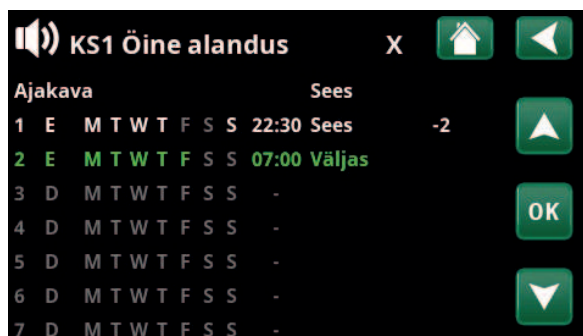 KS1 Öine alandus X
Ajakava Sees
1 E M T W T F S S 22:30 Sees -2
2 E M T W T F S S 07:00 Väljas
3 D M T W T F S S -
4 D M T W T F S S -
OK
5 D M T W T F S S -
6 D M T W T F S S -
7 D M T W T F S S -